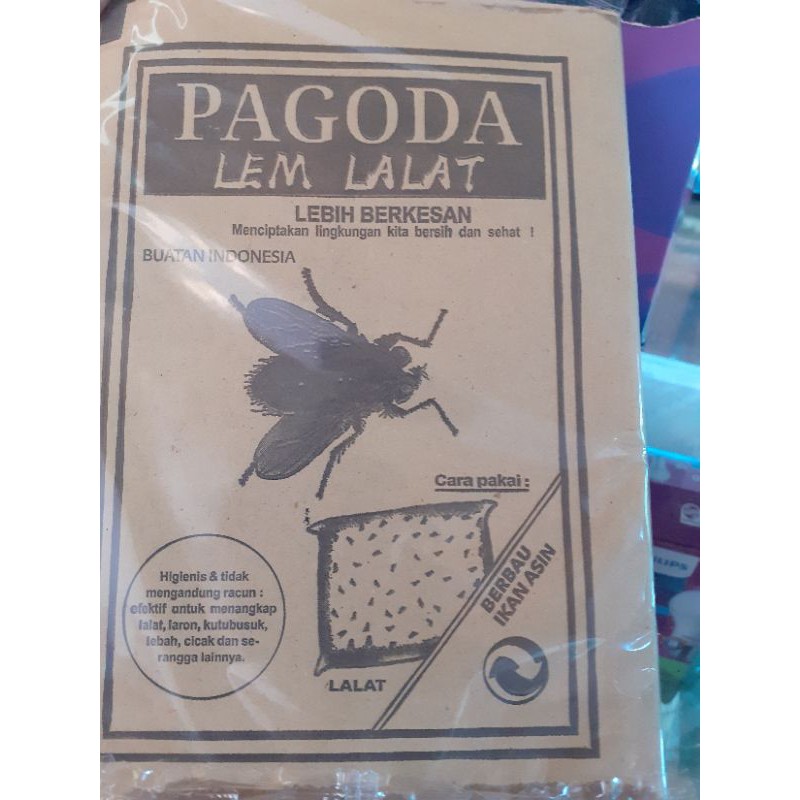 PAGODA
LEM LALAT
LEBIH BERKESAN
Menciptakan lingkungan kita bersih dan sehat !
BUATAN INDONESIA
Cara pakai :
Higienis & tidak
mengandung racun :
efektif untuk menangkap
lalat, laron, kutubusuk,
lebah, cicak dan se-
rangga lainnya.
LALAT
BERBAU
IKAN ASIN